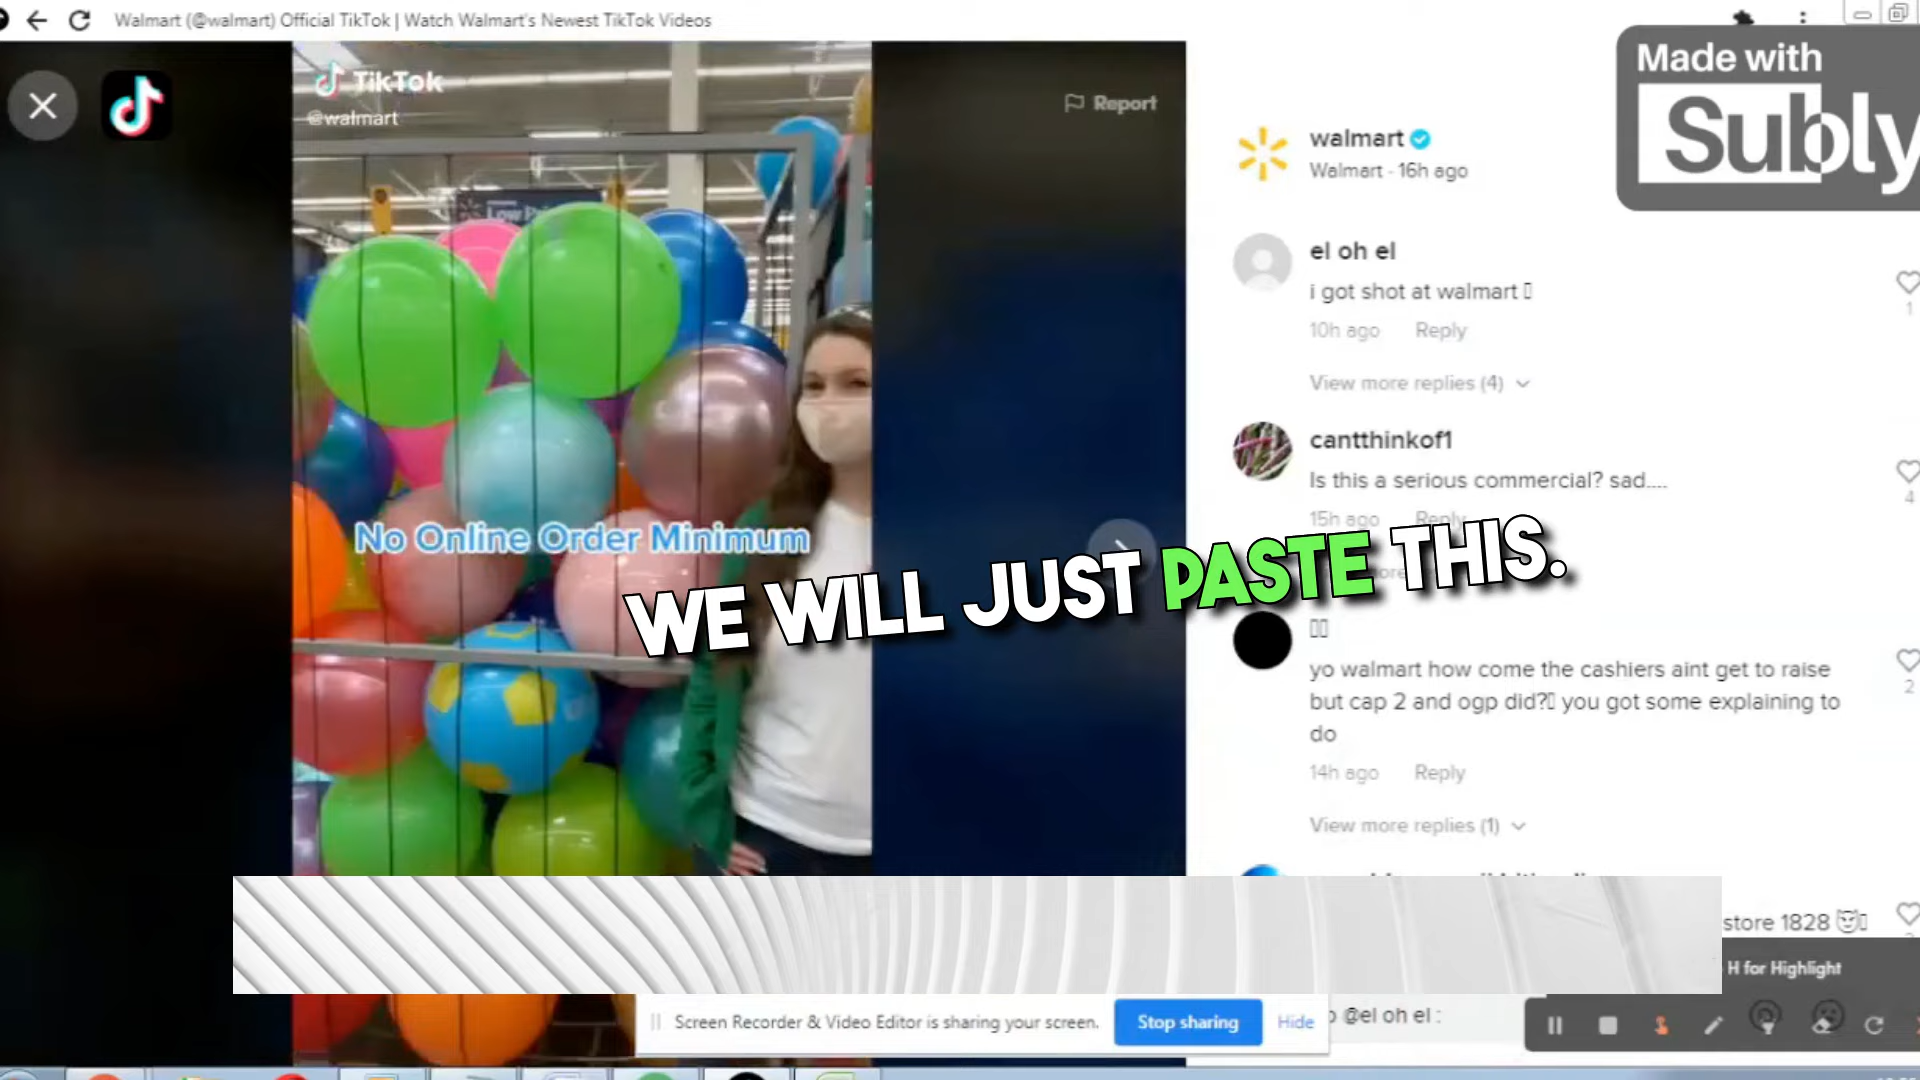 Walmart (@walmart) Official TikTok | Watch Walmart's Newest TikTok Videos
Made with
Subly
TikTok
@walmart
Report
walmart
Walmart - 16h ago
el oh el
i got shot at walmart
10h ago Reply
View more replies (4)
1
cantthinkof1
Is this a serious commercial? sad....
15h ago Reply
4
No Online Order Minimum
WE WILL JUST PASTE THIS.
yo walmart how come the cashiers aint get to raise
but cap 2 and ogp did? you got some explaining to
do
14h ago Reply
2
View more replies (1)
store 1828
H for Highlight
Screen Recorder & Video Editor is sharing your screen.
Stop sharing
Hide
@el oh el :